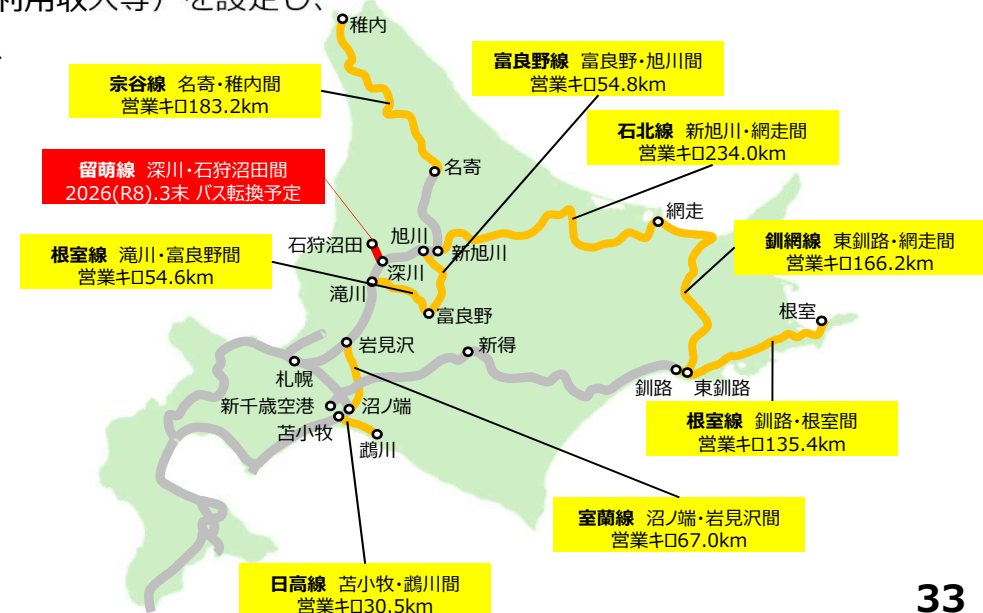 利用収入等）を設定し、
稚内
富良野線 富良野・旭川間
営業キロ54.8km
宗谷線 名寄・稚内間
営業キロ183.2km
石北線 新旭川・網走間
営業キロ234.0km
留萌線 深川・石狩沼田間
2026(R8).3末 バス転換予定
名寄
網走
石狩沼田
旭川
新旭川
釧網線 東釧路・網走間
営業キロ166.2km
根室線 滝川・富良野間
営業キロ54.6km
深川
滝川
富良野
根室
岩見沢
新得
札幌
釧路
東釧路
新千歳空港
沼ノ端
苫小牧
鵡川
根室線 釧路・根室間
営業キロ135.4km
室蘭線 沼ノ端・岩見沢間
営業キロ67.0km
日高線 苫小牧・鵡川間
営業キロ30.5km
33